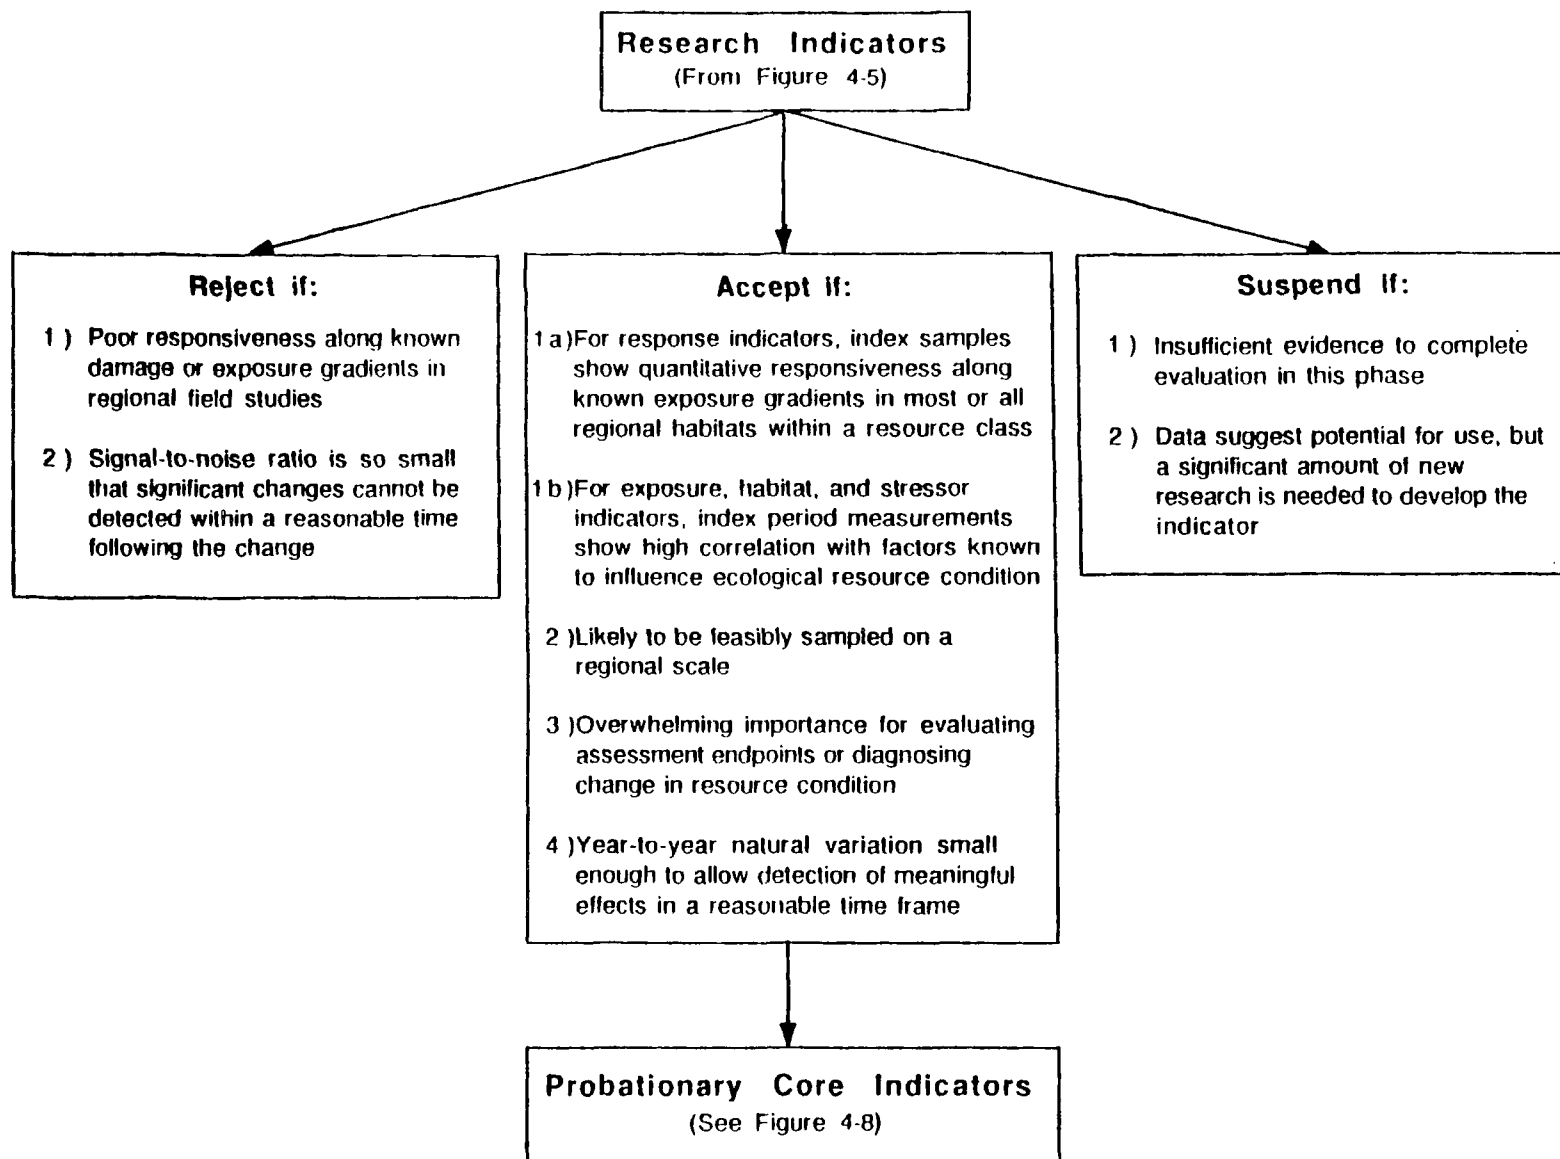 Research Indicators
(From Figure 4-5)
Reject if:
1 ) Poor responsiveness along known
damage or exposure gradients in
regional field studies
2 ) Signal-to-noise ratio is so small
that significant changes cannot be
detected within a reasonable time
following the change
Accept if:
1a)For response indicators, index samples
show quantitative responsiveness along
known exposure gradients in most or all
regional habitats within a resource class
1b)For exposure, habitat, and stressor
indicators, index period measurements
show high correlation with factors known
to influence ecological resource condition
2 )Likely to be feasibly sampled on a
regional scale
3 )Overwhelming importance for evaluating
assessment endpoints or diagnosing
change in resource condition
4 )Year-to-year natural variation small
enough to allow detection of meaningful
effects in a reasonable time frame
Suspend if:
1 ) Insufficient evidence to complete
evaluation in this phase
2 ) Data suggest potential for use, but
a significant amount of new
research is needed to develop the
indicator
Probationary Core Indicators
(See Figure 4-8)